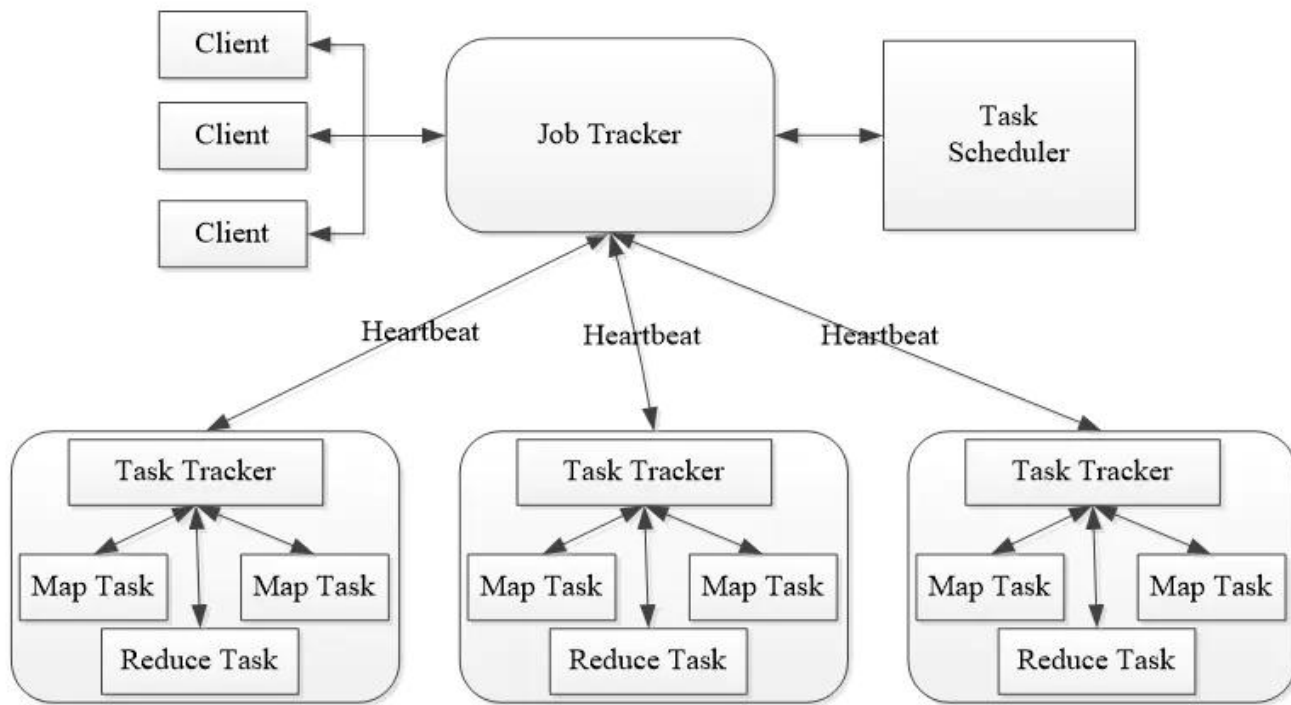 Client
Client
Client
Job Tracker
Task
Scheduler
Heartbeat
Heartbeat
Heartbeat
Task Tracker
Map Task
Map Task
Reduce Task
Task Tracker
Map Task
Map Task
Reduce Task
Task Tracker
Map Task
Map Task
Reduce Task